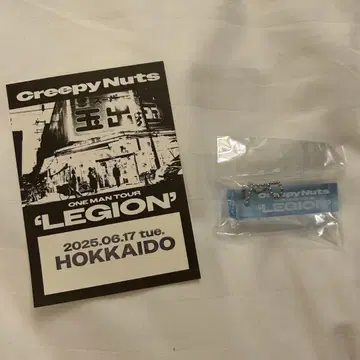 Creepy Nuts
ONE MAN TOUR
'LEGION'
2025.06.17 tue.
HOKKAIDO
Creepy Nuts
'LEGION'